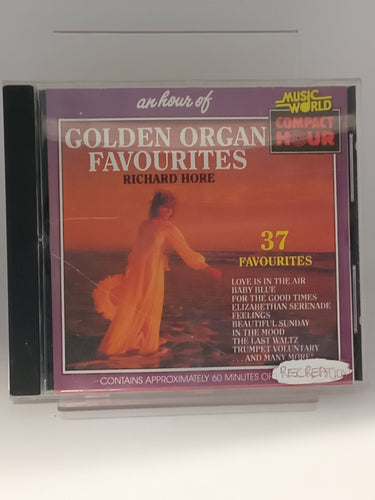 an hour of
MUSIC
WORLD
COMPACT
HOUR
GOLDEN ORGAN
FAVOURITES
RICHARD HORE
37
FAVOURITES
LOVE IS IN THE AIR
BABY BLUE
FOR THE GOOD TIMES
ELIZABETHAN SERENADE
FEELINGS
BEAUTIFUL SUNDAY
IN THE MOOD
THE LAST WALTZ
TRUMPET VOLUNTARY
... AND MANY MORE!
CONTAINS APPROXIMATELY 60 MINUTES OF
RECREATION